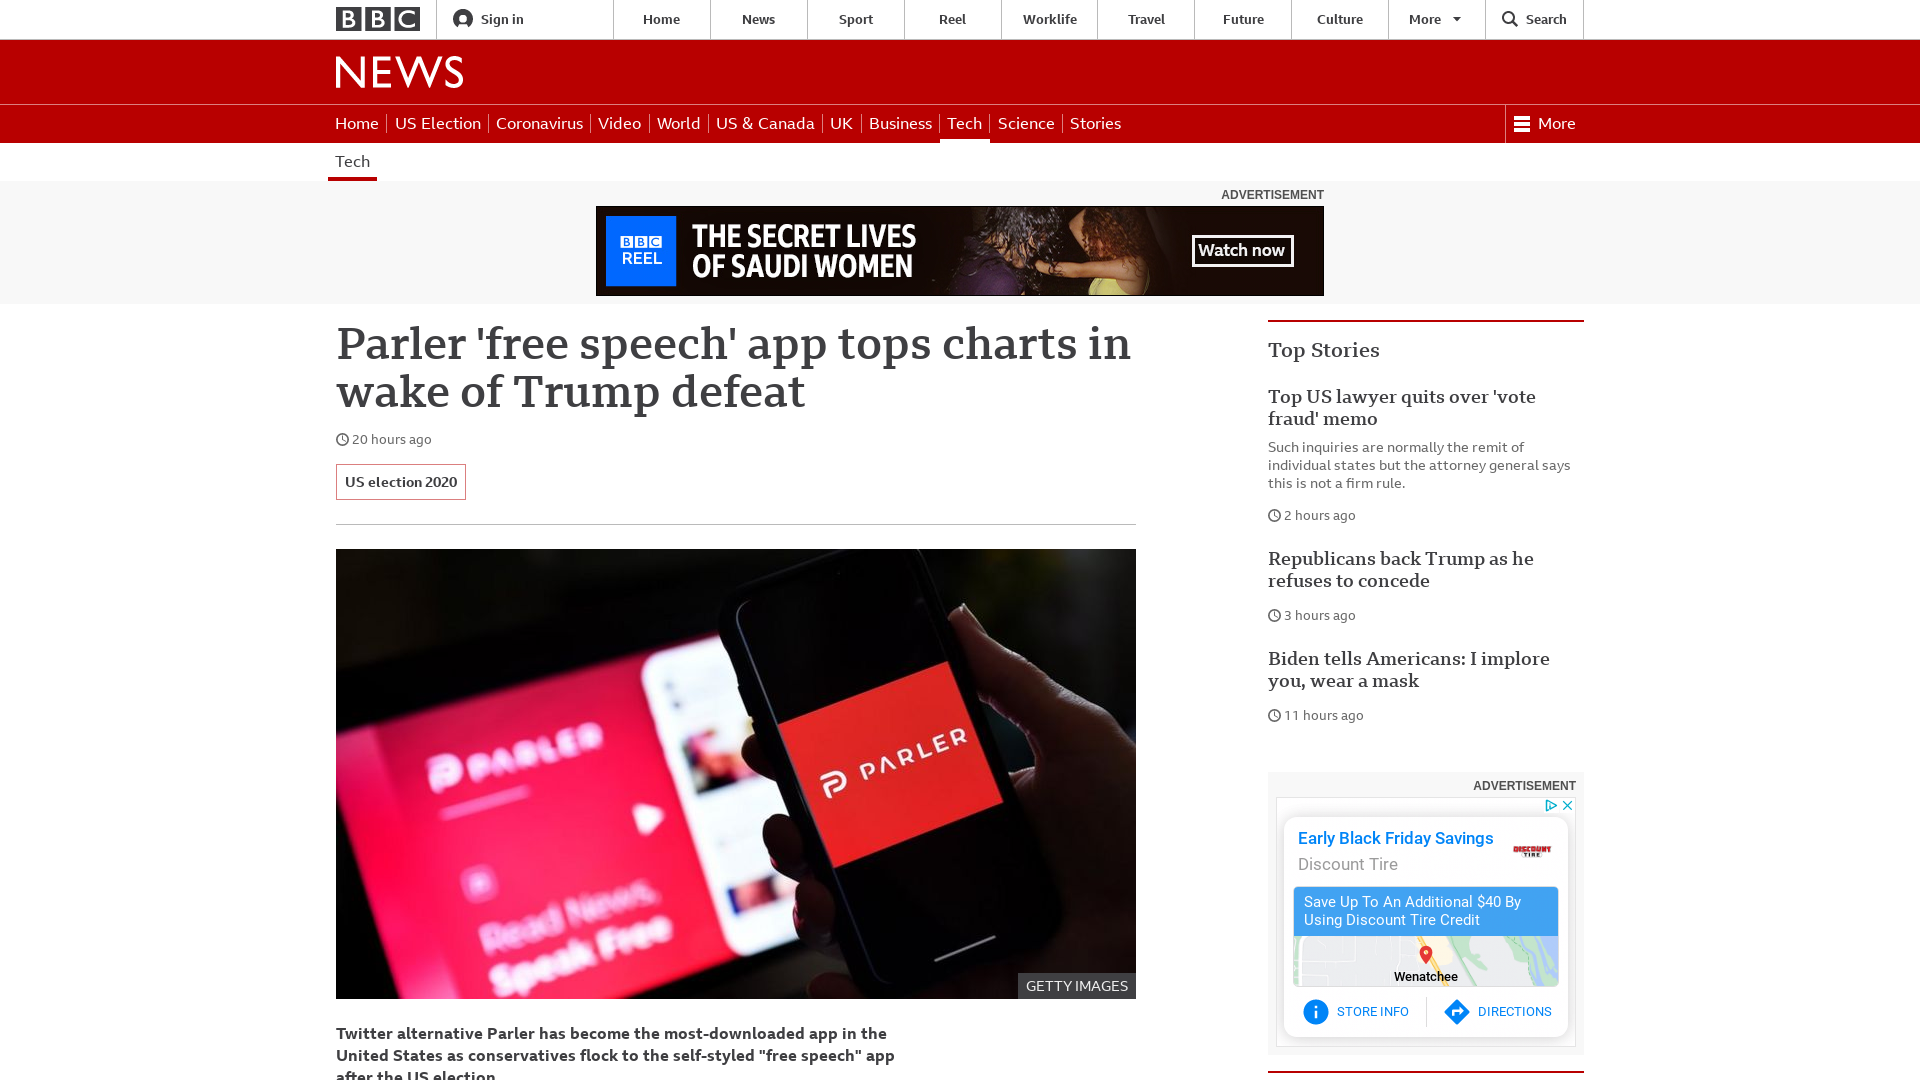 BBC
Sign in
Home
News
Sport
Reel
Worklife
Travel
Future
Culture
More
Search
NEWS
Home
US Election
Coronavirus
Video
World
US & Canada
UK
Business
Tech
Science
Stories
More
Tech
ADVERTISEMENT
BBC
REEL
THE SECRET LIVES
OF SAUDI WOMEN
Watch now
Parler 'free speech' app tops charts in
wake of Trump defeat
20 hours ago
US election 2020
PARLER
Read News,
Speak Free
PARLER
GETTY IMAGES
Twitter alternative Parler has become the most-downloaded app in the
United States as conservatives flock to the self-styled "free speech" app
after the US election.
Top Stories
Top US lawyer quits over 'vote
fraud' memo
Such inquiries are normally the remit of
individual states but the attorney general says
this is not a firm rule.
2 hours ago
Republicans back Trump as he
refuses to concede
3 hours ago
Biden tells Americans: I implore
you, wear a mask
11 hours ago
ADVERTISEMENT
Early Black Friday Savings
Discount Tire
DISCOUNT
TIRE
Save Up To An Additional $40 By
Using Discount Tire Credit
Wenatchee
STORE INFO
DIRECTIONS